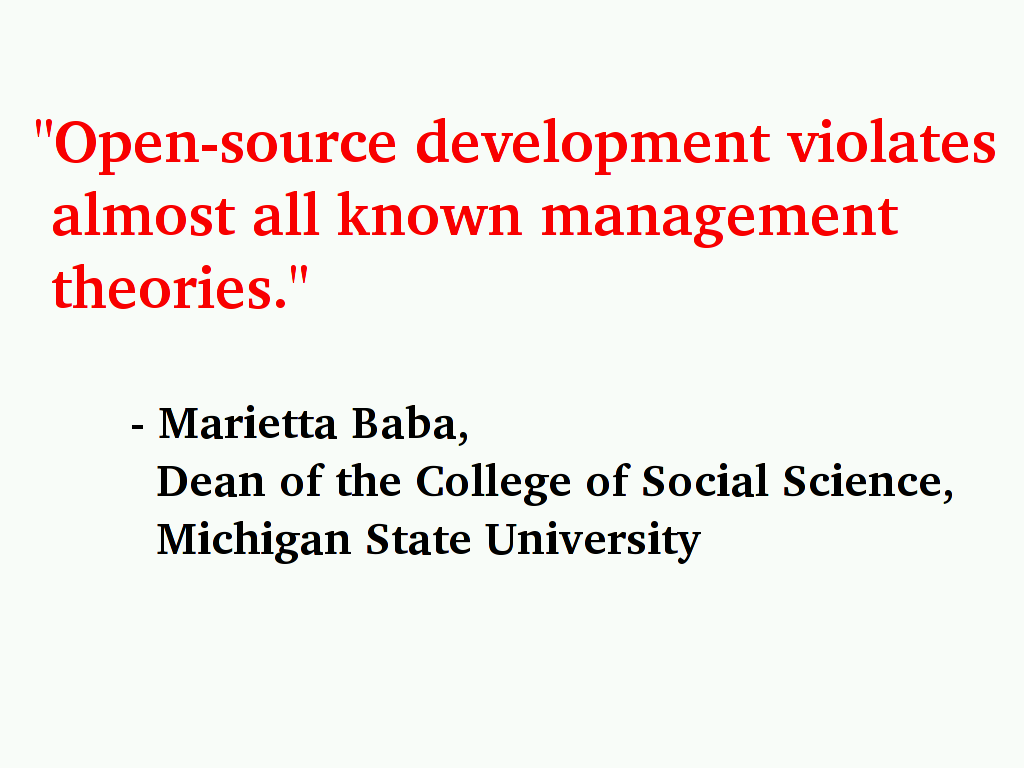 "Open-source development violates
almost all known management
theories."
- Marietta Baba,
Dean of the College of Social Science,
Michigan State University